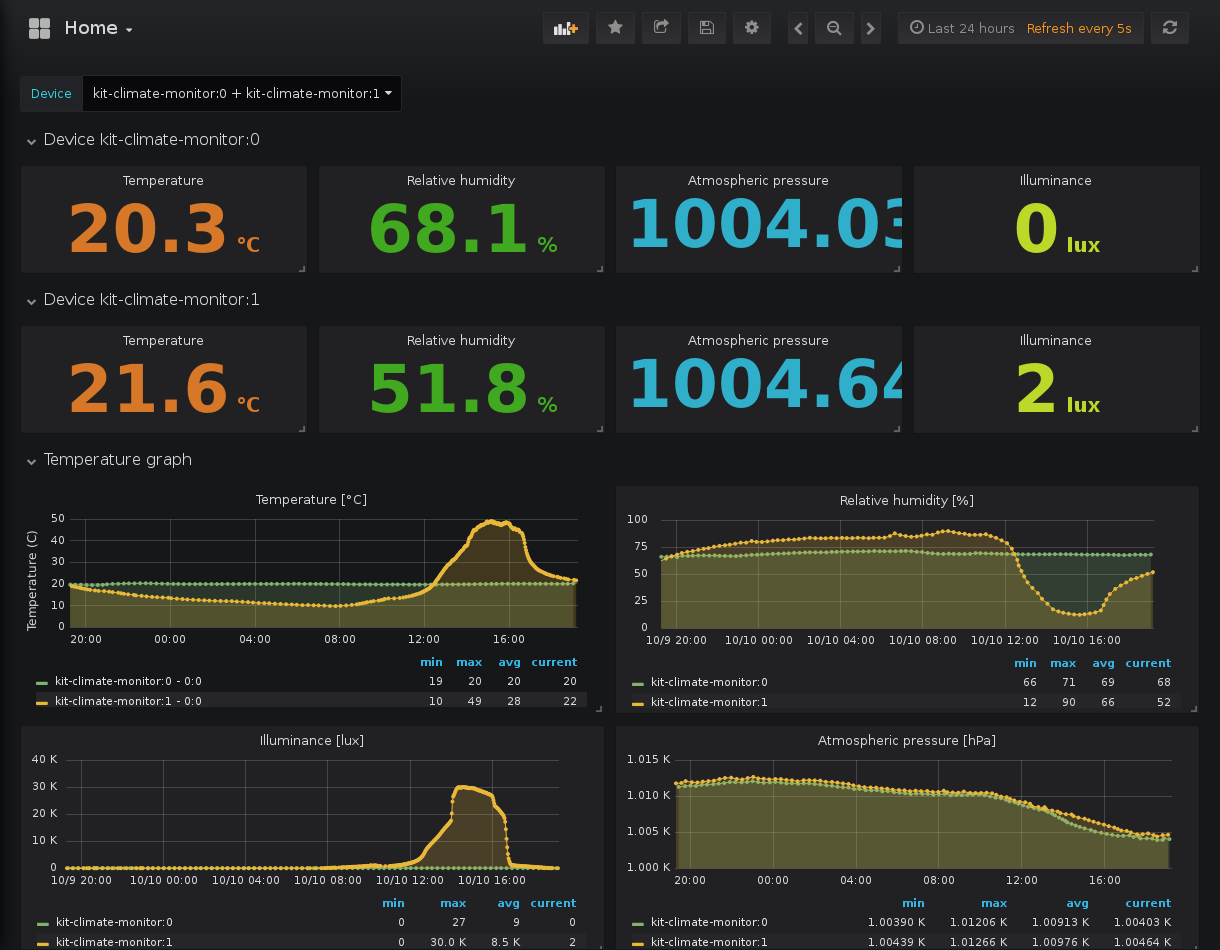 Home
Last 24 hours Refresh every 5s
Device kit-climate-monitor:0 + kit-climate-monitor:1
Device kit-climate-monitor:0
Temperature Relative humidity Atmospheric pressure Illuminance
20.3 °C 68.1 % 1004.03 0 lux
Device kit-climate-monitor:1
Temperature Relative humidity Atmospheric pressure Illuminance
21.6 °C 51.8 % 1004.64 2 lux
Temperature graph
Temperature [°C]
Temperature (C)
50
40
30
20
10
0
20:00 00:00 04:00 08:00 12:00 16:00
min max avg current
kit-climate-monitor:0 - 0:0 19 20 20 20
kit-climate-monitor:1 - 0:0 10 49 28 22
Relative humidity [%]
100
75
50
25
0
10/9 20:00 10/10 00:00 10/10 04:00 10/10 08:00 10/10 12:00 10/10 16:00
min max avg current
kit-climate-monitor:0 66 71 69 68
kit-climate-monitor:1 12 90 66 52
Illuminance [lux]
40 K
30 K
20 K
10 K
0
10/9 20:00 10/10 00:00 10/10 04:00 10/10 08:00 10/10 12:00 10/10 16:00
min max avg current
kit-climate-monitor:0 0 27 9 0
kit-climate-monitor:1 0 30.0 K 8.5 K 2
Atmospheric pressure [hPa]
1.015 K
1.010 K
1.005 K
1.000 K
20:00 00:00 04:00 08:00 12:00 16:00
min max avg current
kit-climate-monitor:0 1.00390 K 1.01206 K 1.00913 K 1.00403 K
kit-climate-monitor:1 1.00439 K 1.01266 K 1.00976 K 1.00464 K